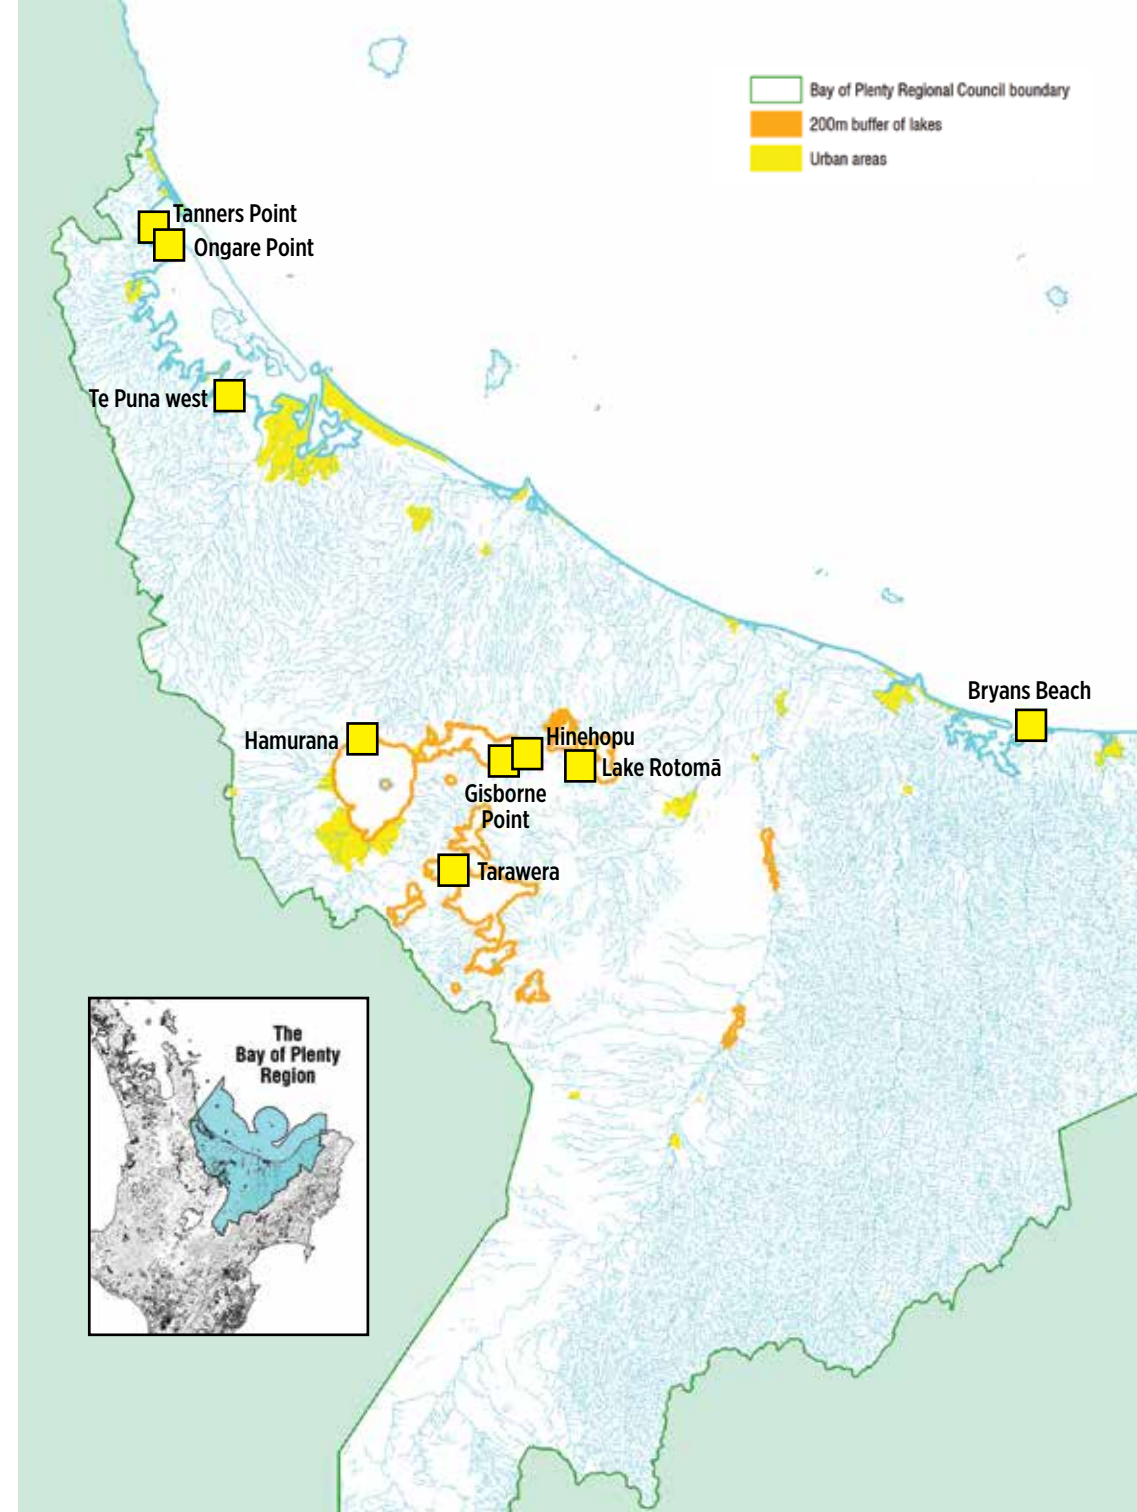 Bay of Plenty Regional Council boundary
200m buffer of lakes
Urban areas
Tanners Point
Ongare Point
Te Puna west
Bryans Beach
Hamurana
Hinehopu
Lake Rotomā
Gisborne
Point
Tarawera
The
Bay of Plenty
Region